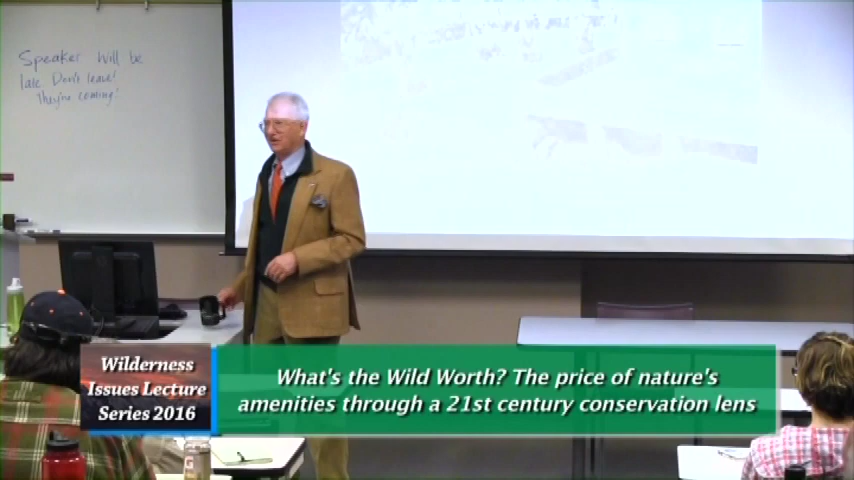 Speaker Will be
late Don't leave!
They're coming!
Wilderness
Issues Lecture
Series 2016
What's the Wild Worth? The price of nature's
amenities through a 21st century conservation lens